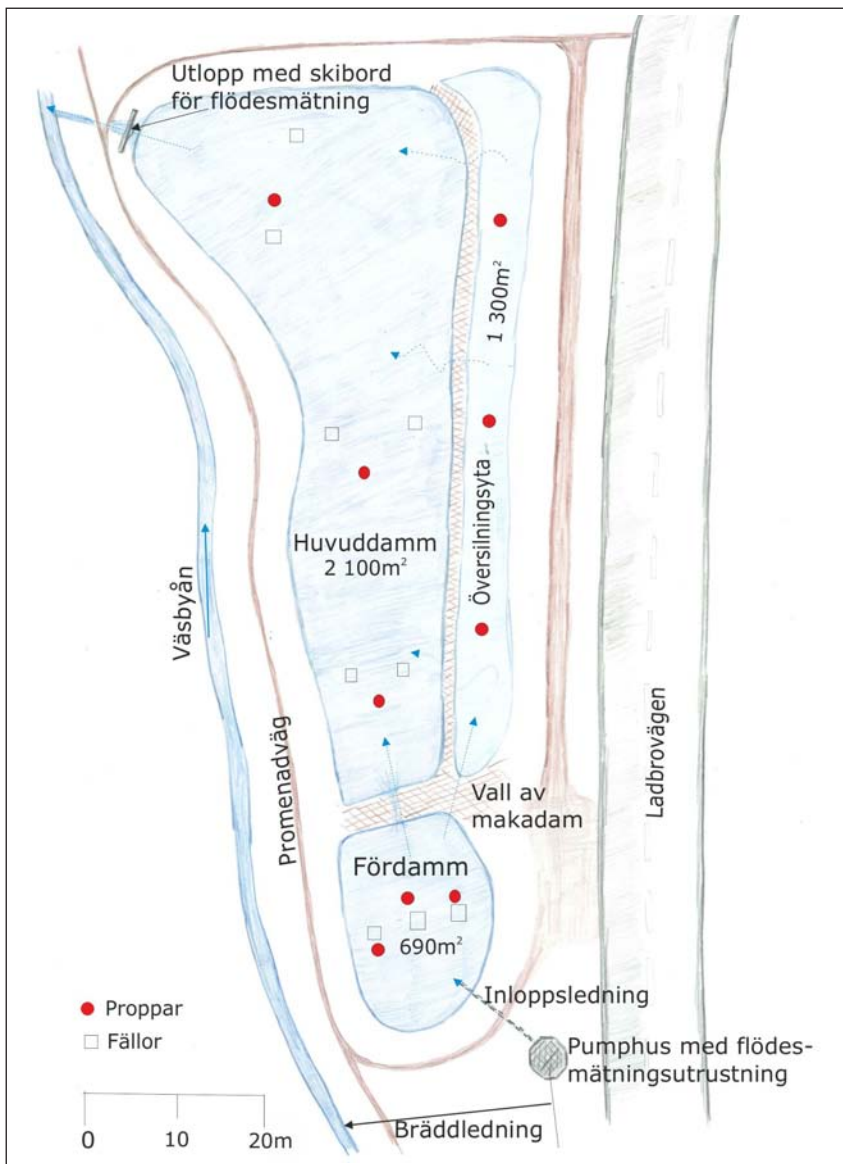 Utlopp med skibord
för flödesmätning
1 300m²
Översilningsyta
Huvuddamm
2 100m²
Väsbyån
Promenadväg
Ladbrovägen
Vall av
makadam
Fördamm
690m²
Inloppsledning
Proppar
Fällor
Pumphus med flödes-
mätningsutrustning
Bräddledning
0 10 20m